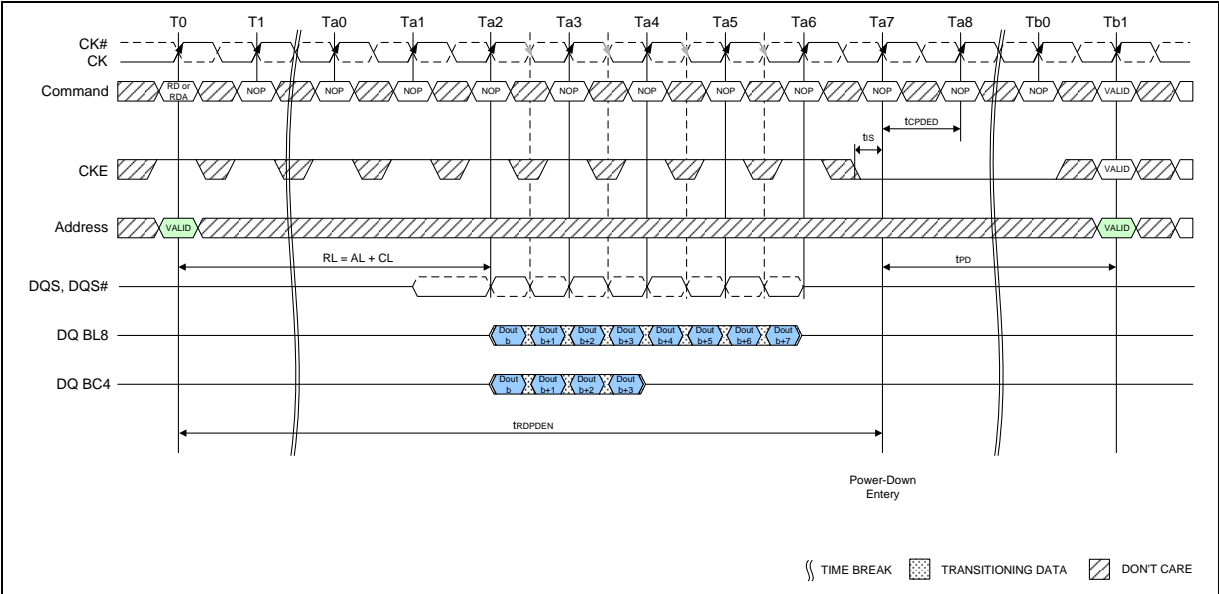 T0 T1 Ta0 Ta1 Ta2 Ta3 Ta4 Ta5 Ta6 Ta7 Ta8 Tb0 Tb1
CK#
CK
Command
RD or
RDA
NOP NOP NOP NOP NOP NOP NOP NOP NOP NOP NOP VALID
tCPDED
tIS
CKE
VALID
Address
VALID VALID
RL = AL + CL
tPD
DQS, DQS#
DQ BL8
Dout
b
Dout
b+1
Dout
b+2
Dout
b+3
Dout
b+4
Dout
b+5
Dout
b+6
Dout
b+7
DQ BC4
Dout
b
Dout
b+1
Dout
b+2
Dout
b+3
tRDPDEN
Power-Down
Entery
TIME BREAK
TRANSITIONING DATA
DON'T CARE